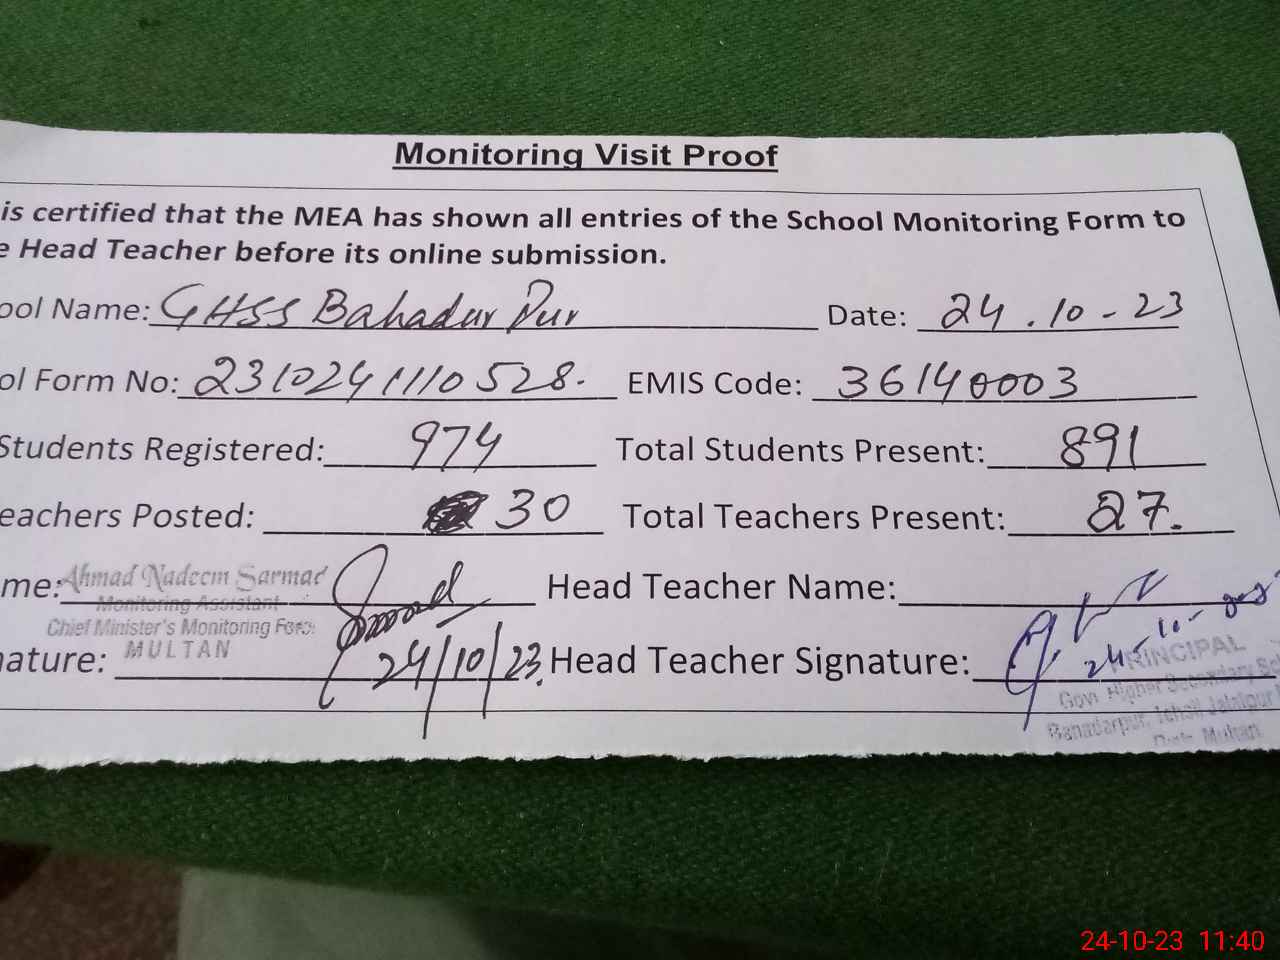 Monitoring Visit Proof
is certified that the MEA has shown all entries of the School Monitoring Form to
e Head Teacher before its online submission.
ool Name: GHSS Bahadur Pur Date: 24.10-23
ol Form No: 2310241110528. EMIS Code: 36140003
Students Registered: 974 Total Students Present: 891
eachers Posted: 30 Total Teachers Present: 27.
me: Ahmad Nadeem Sarmad Head Teacher Name:
Monitoring Assistant
Chief Minister's Monitoring Force
MULTAN
nature: 24/10/23. Head Teacher Signature:
24-10-
PRINCIPAL
Govt Higher Secondary Sc
Bahadarpur, Tehsil Jalalpur
Distt. Multan
24-10-23 11:40